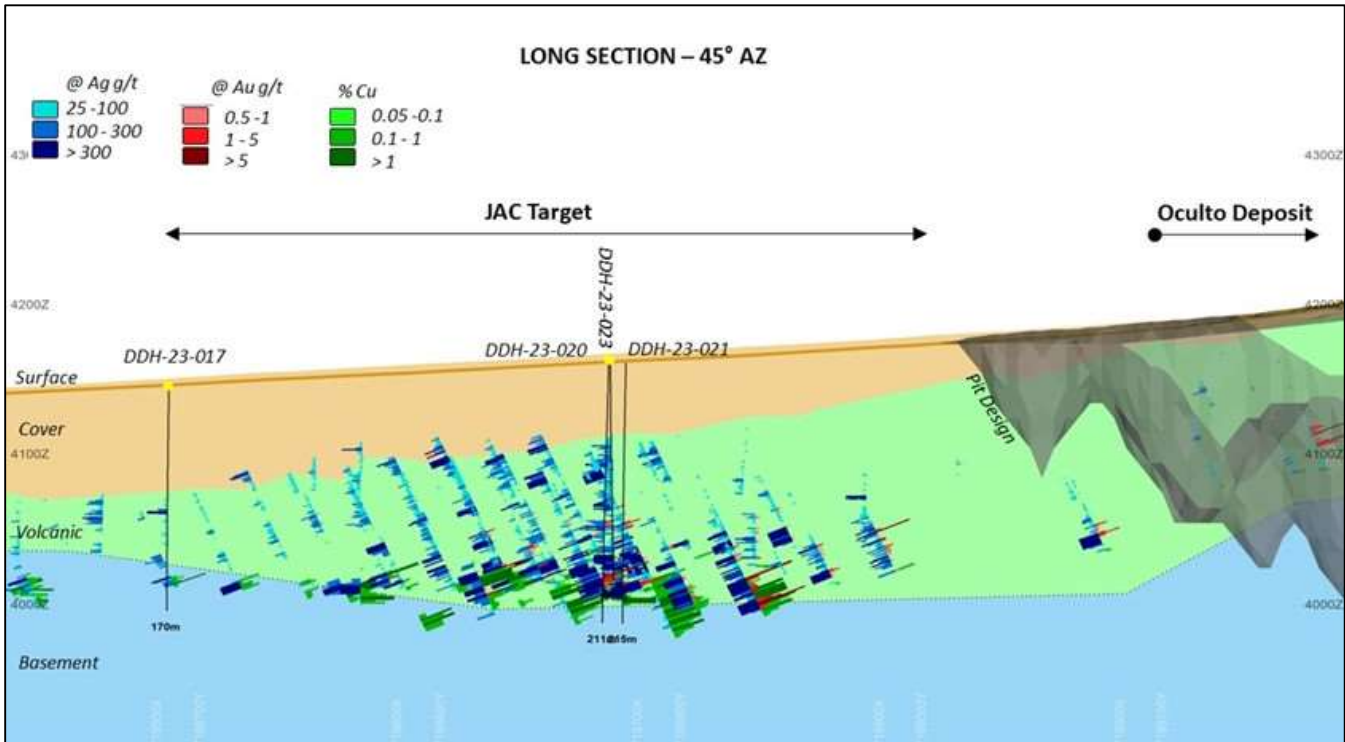 LONG SECTION – 45° AZ
@ Ag g/t
25 -100
100 - 300
> 300
@ Au g/t
0.5 -1
1 - 5
> 5
% Cu
0.05 -0.1
0.1 - 1
> 1
4300Z
JAC Target
Oculto Deposit
4200Z
4200Z
DDH-23-023
DDH-23-017
DDH-23-020
DDH-23-021
Surface
Pit Design
Cover
4100Z
4100Z
Volcanic
4000Z
4000Z
170m
Basement